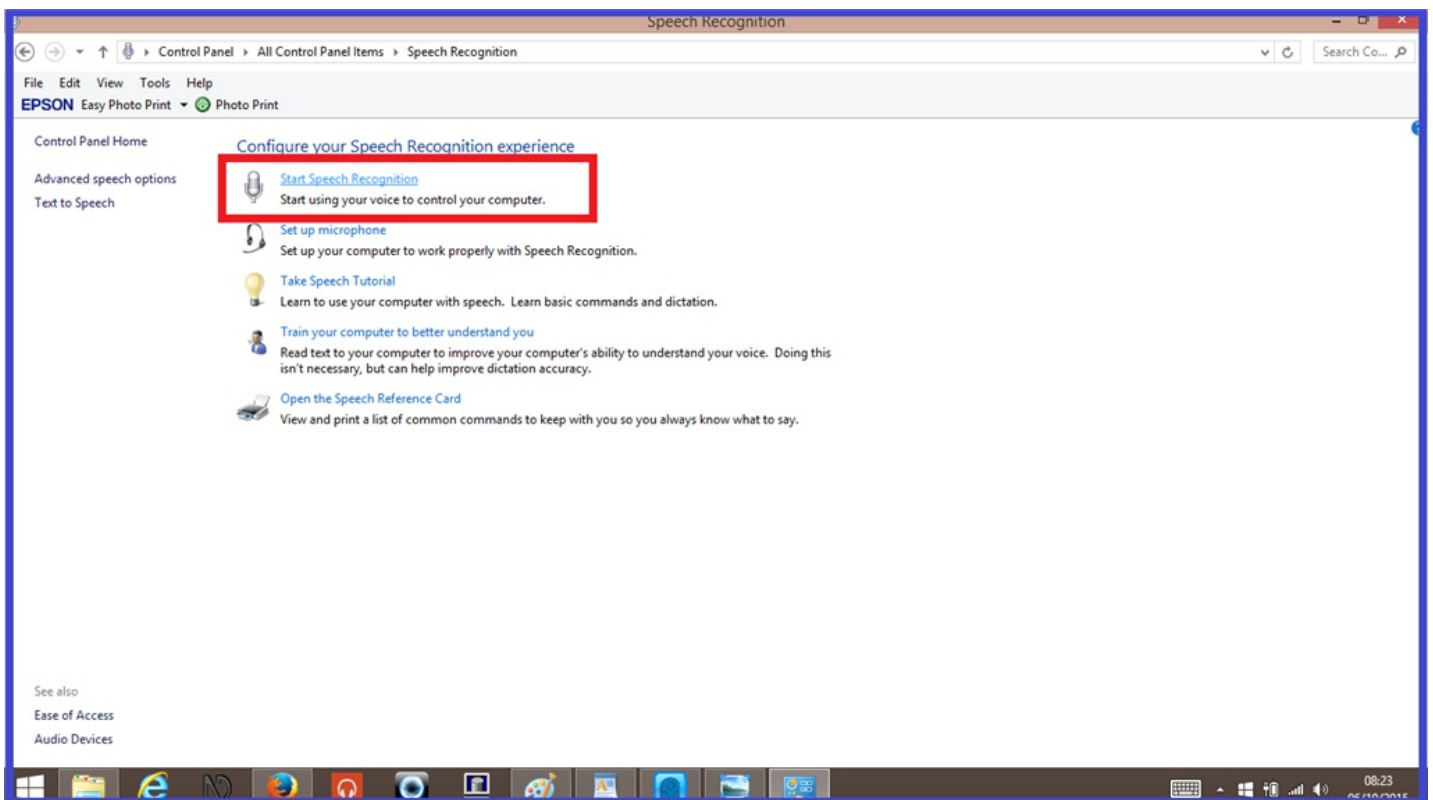 Speech Recognition
Control Panel All Control Panel Items Speech Recognition
Search Co...
File Edit View Tools Help
EPSON Easy Photo Print Photo Print
Control Panel Home
Advanced speech options
Text to Speech
Configure your Speech Recognition experience
Start Speech Recognition
Start using your voice to control your computer.
Set up microphone
Set up your computer to work properly with Speech Recognition.
Take Speech Tutorial
Learn to use your computer with speech. Learn basic commands and dictation.
Train your computer to better understand you
Read text to your computer to improve your computer's ability to understand your voice. Doing this
isn't necessary, but can help improve dictation accuracy.
Open the Speech Reference Card
View and print a list of common commands to keep with you so you always know what to say.
See also
Ease of Access
Audio Devices
08:23
06/10/2015